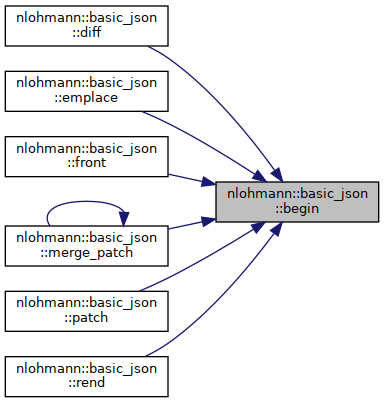 nlohmann::basic_json
::diff
nlohmann::basic_json
::emplace
nlohmann::basic_json
::front
nlohmann::basic_json
::merge_patch
nlohmann::basic_json
::patch
nlohmann::basic_json
::rend
nlohmann::basic_json
::begin